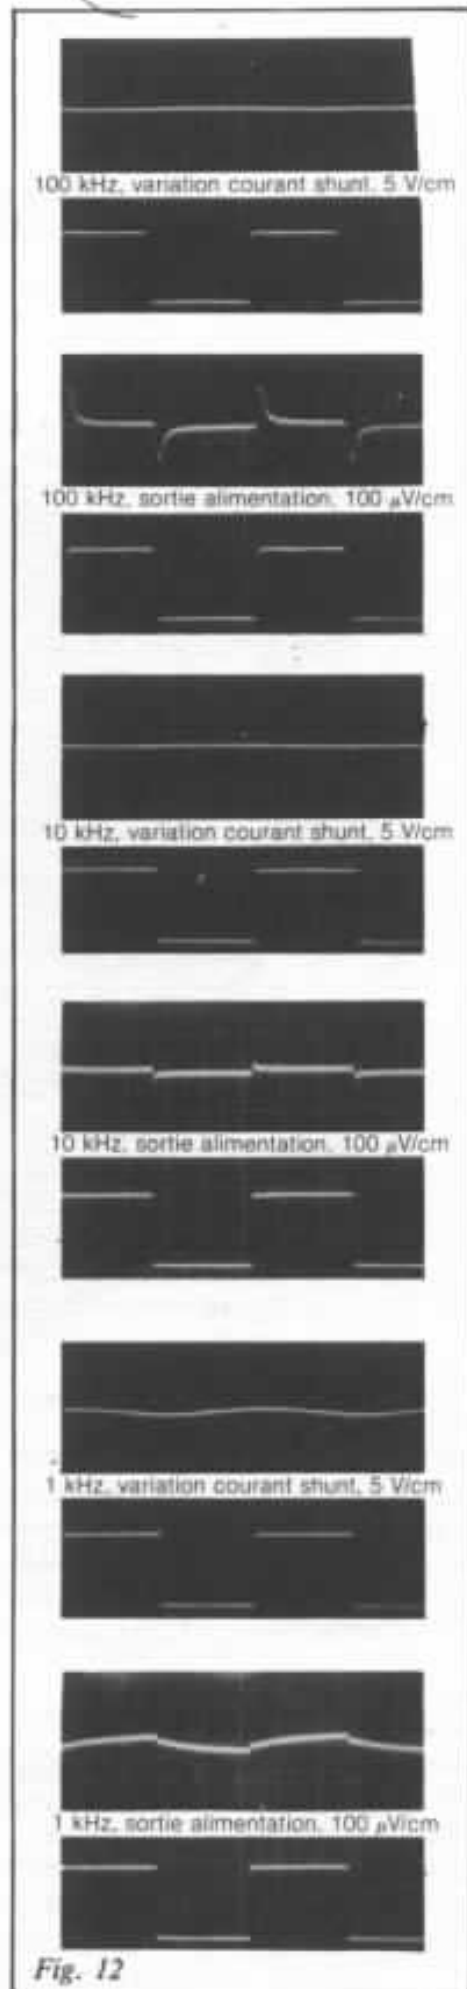 100 kHz, variation courant shunt, 5 V/cm
100 kHz, sortie alimentation, 100 µV/cm
10 kHz, variation courant shunt, 5 V/cm
10 kHz, sortie alimentation, 100 µV/cm
1 kHz, variation courant shunt, 5 V/cm
1 kHz, sortie alimentation, 100 µV/cm
Fig. 12